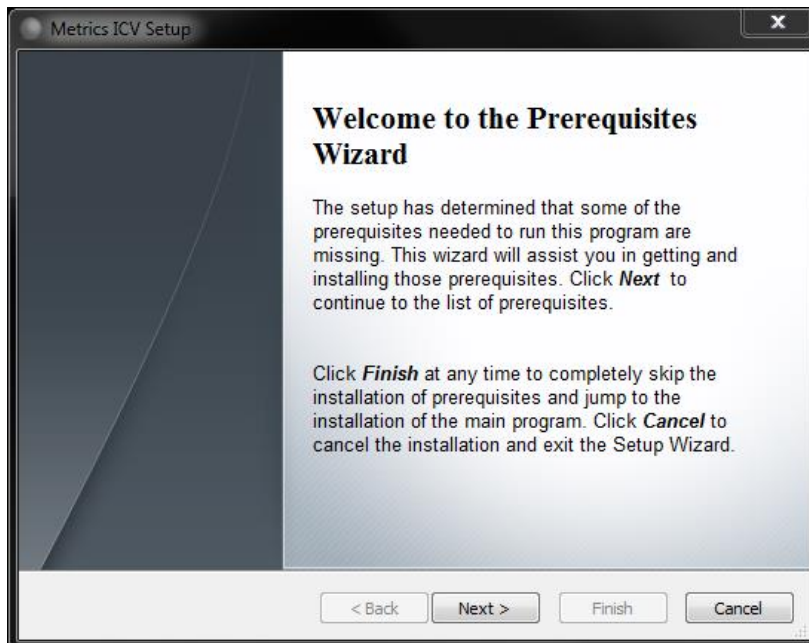 Metrics ICV Setup
Welcome to the Prerequisites
Wizard
The setup has determined that some of the
prerequisites needed to run this program are
missing. This wizard will assist you in getting and
installing those prerequisites. Click Next to
continue to the list of prerequisites.
Click Finish at any time to completely skip the
installation of prerequisites and jump to the
installation of the main program. Click Cancel to
cancel the installation and exit the Setup Wizard.
< Back Next > Finish Cancel